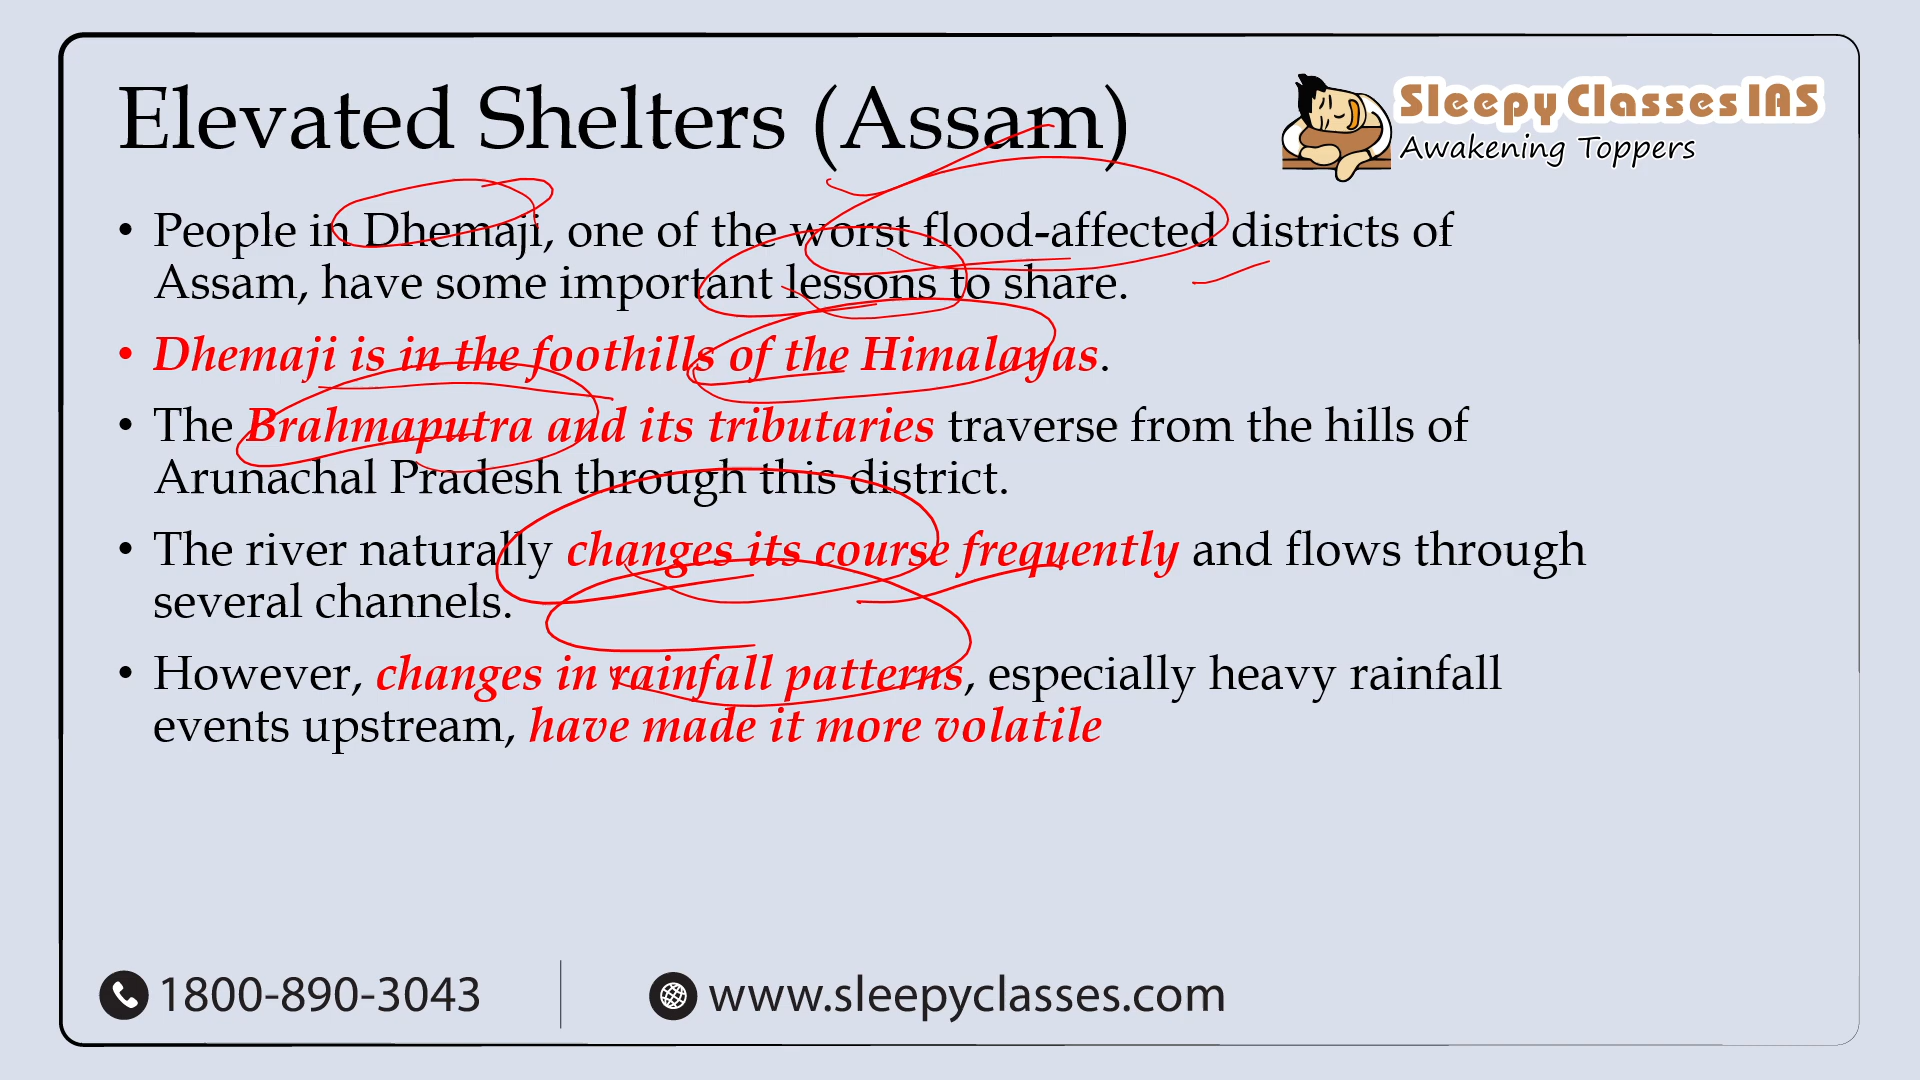 Elevated Shelters (Assam)
Sleepy Classes IAS
Awakening Toppers
• People in Dhemaji, one of the worst flood-affected districts of
Assam, have some important lessons to share.
• Dhemaji is in the foothills of the Himalayas.
• The Brahmaputra and its tributaries traverse from the hills of
Arunachal Pradesh through this district.
• The river naturally changes its course frequently and flows through
several channels.
• However, changes in rainfall patterns, especially heavy rainfall
events upstream, have made it more volatile
1800-890-3043
www.sleepyclasses.com